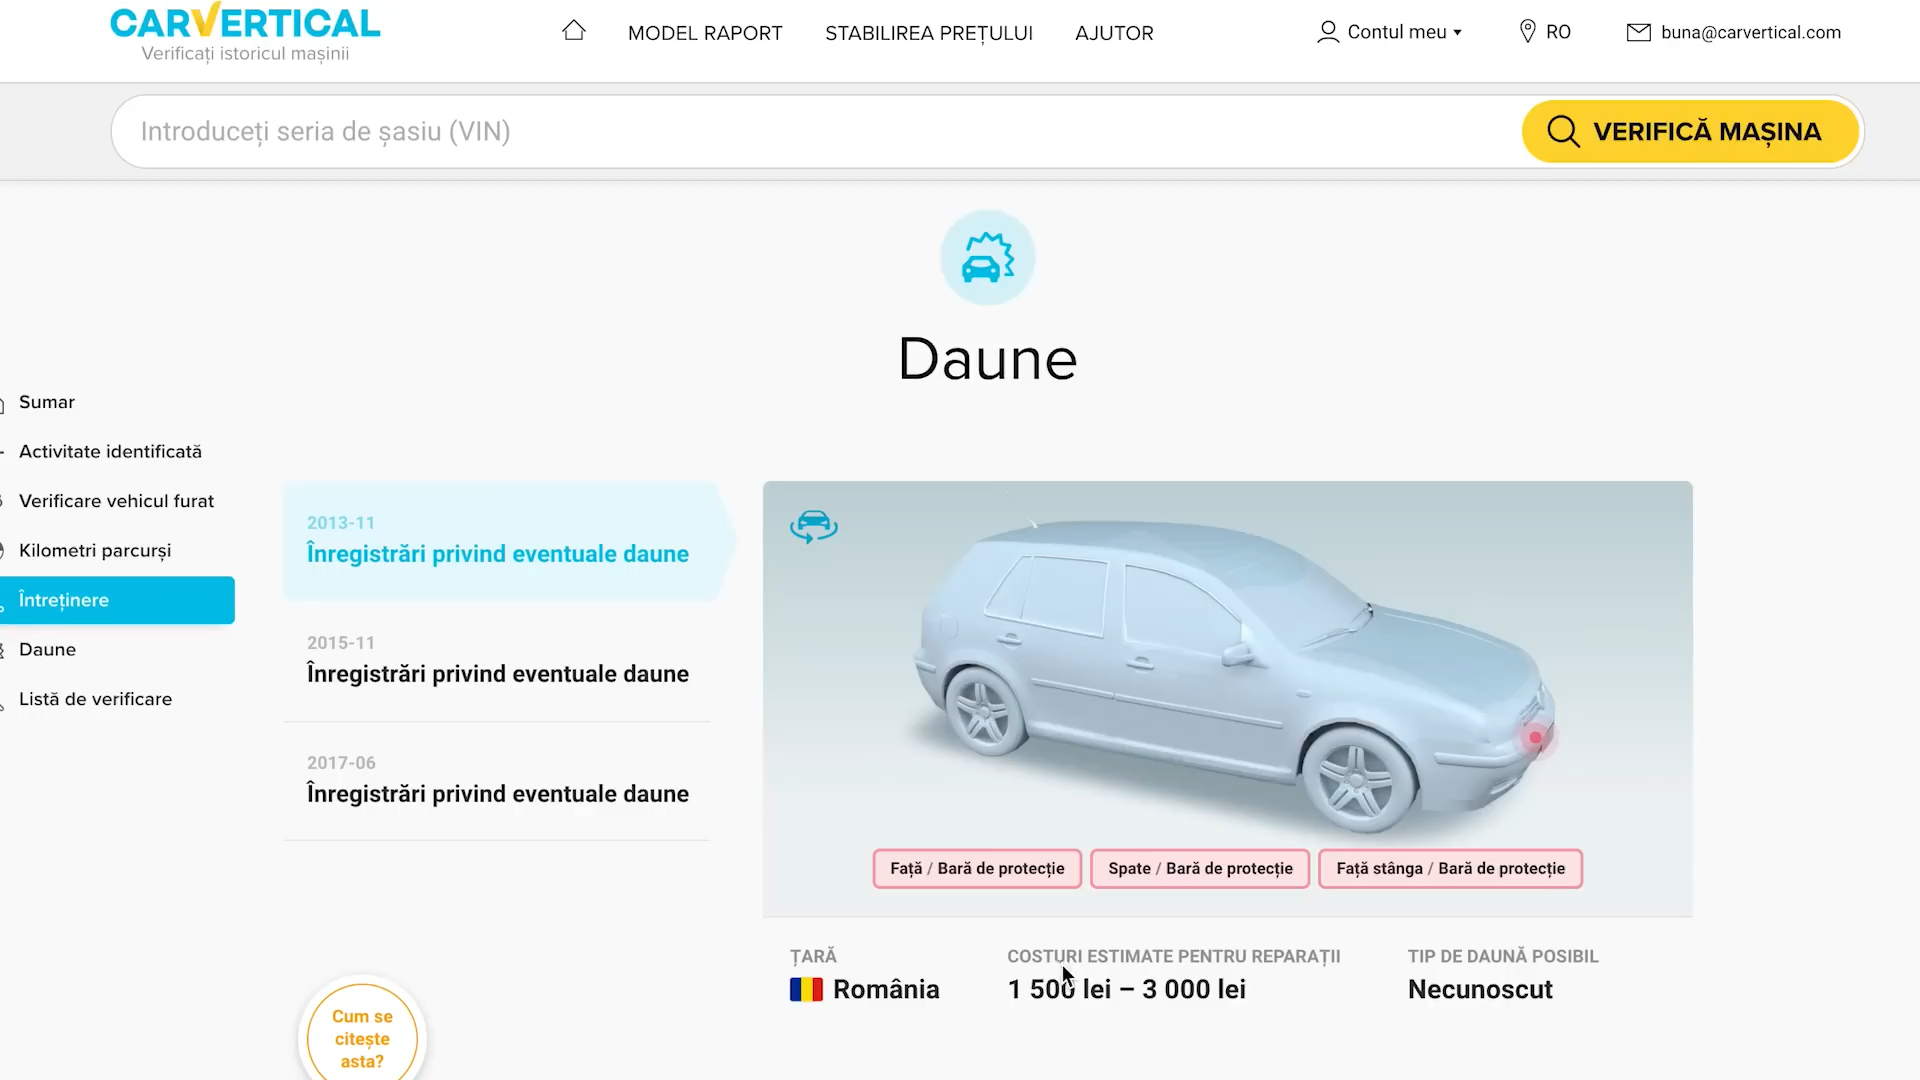 CARVERTICAL
Verificați istoricul mașinii
MODEL RAPORT
STABILIREA PREȚULUI
AJUTOR
Contul meu
RO
buna@carvertical.com
Introduceți seria de șasiu (VIN)
VERIFICĂ MAȘINA
Daune
Sumar
Activitate identificată
Verificare vehicul furat
Kilometri parcurși
Întreținere
Daune
Listă de verificare
2013-11
Înregistrări privind eventuale daune
2015-11
Înregistrări privind eventuale daune
2017-06
Înregistrări privind eventuale daune
Față / Bară de protecție
Spate / Bară de protecție
Față stânga / Bară de protecție
ȚARĂ
România
COSTURI ESTIMATE PENTRU REPARAȚII
1 500 lei – 3 000 lei
TIP DE DAUNĂ POSIBIL
Necunoscut
Cum se
citește
asta?